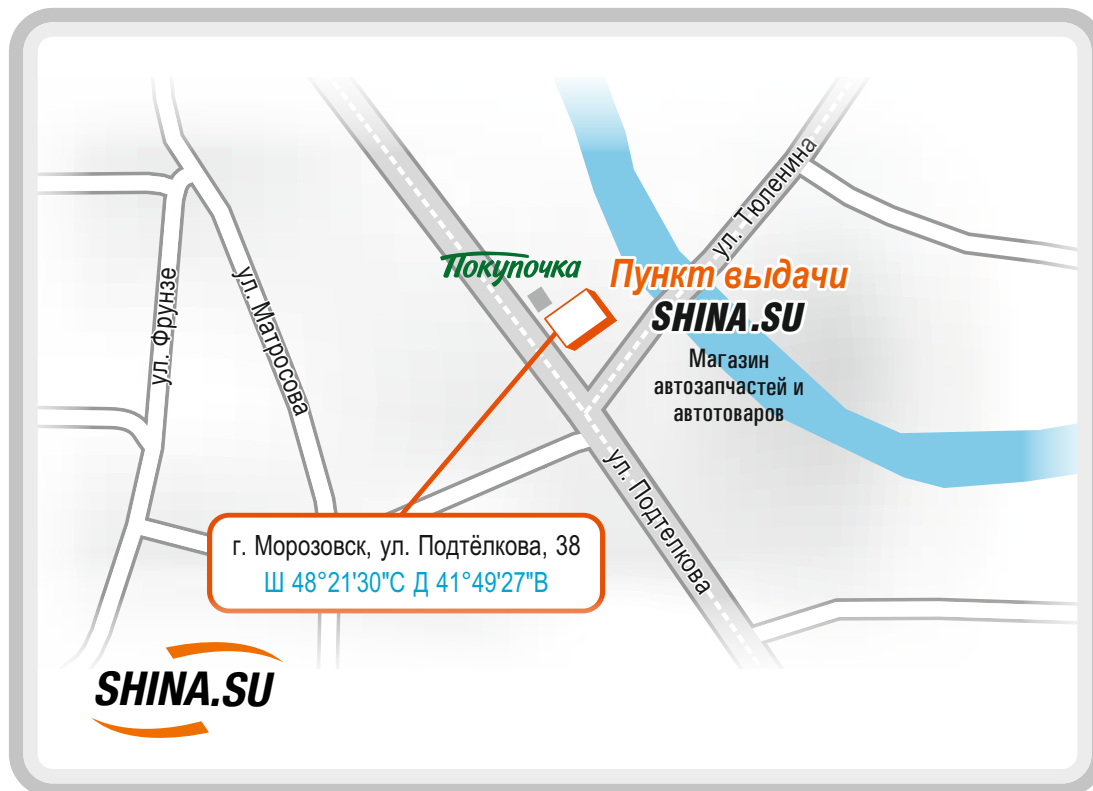 ул. Тюленина
Покупочка
Пункт выдачи
SHINA.SU
Магазин
автозапчастей и
автотоваров
ул. Фрунзе
ул. Матросова
ул. Подтелкова
г. Морозовск, ул. Подтёлкова, 38
Ш 48°21'30"С Д 41°49'27"В
SHINA.SU